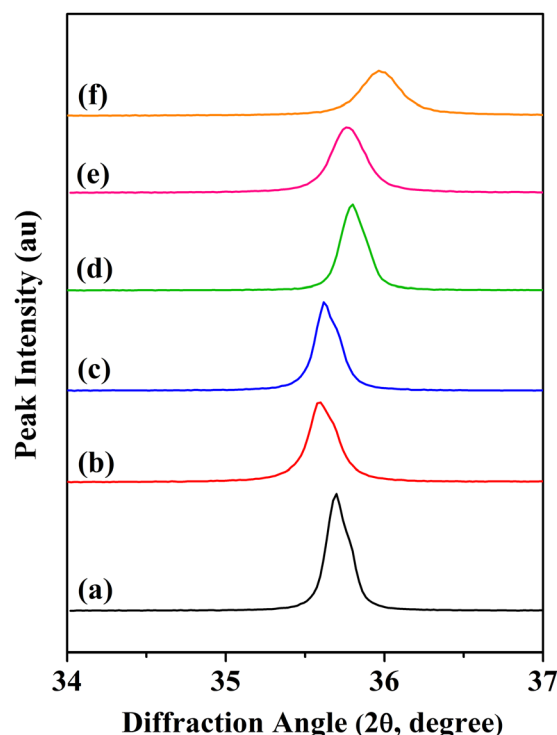 (f)
(e)
(d)
(c)
(b)
(a)
Peak Intensity (au)
34 35 36 37
Diffraction Angle (2θ, degree)